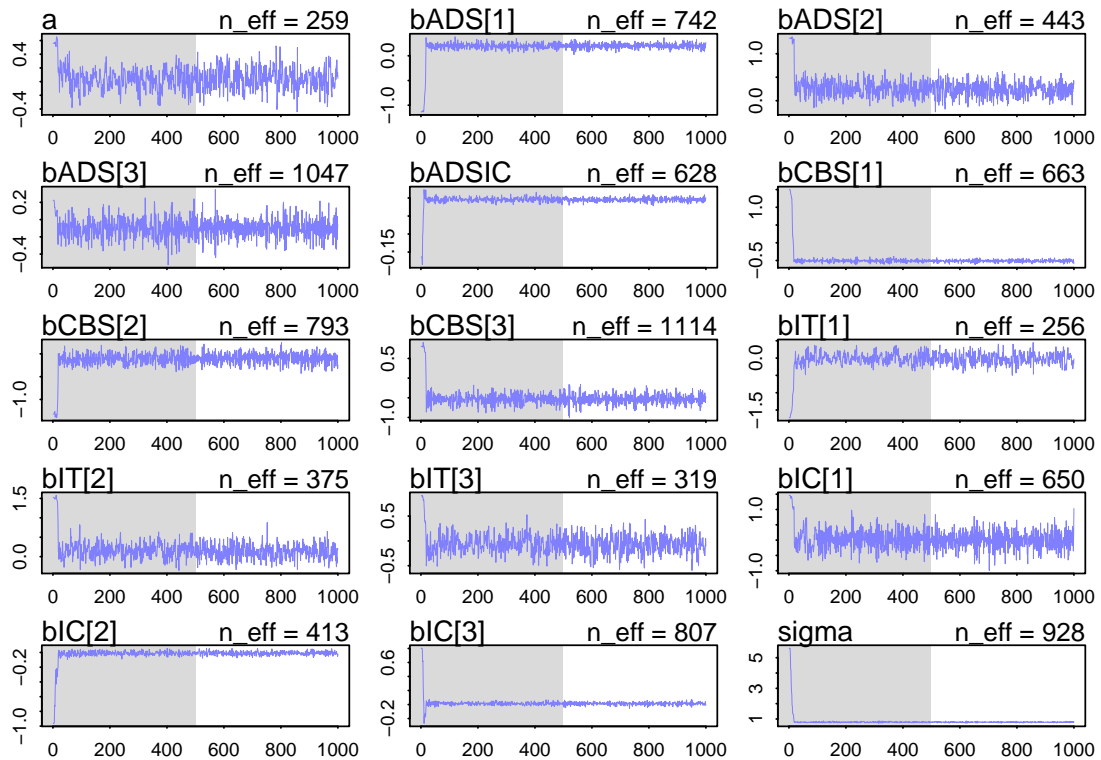 a n_eff = 259 bADS[1] n_eff = 742 bADS[2] n_eff = 443
0.4 0.0 1.0
−0.4 −1.0 0.0
0 200 400 600 800 1000 0 200 400 600 800 1000 0 200 400 600 800 1000
bADS[3] n_eff = 1047 bADSIC n_eff = 628 bCBS[1] n_eff = 663
0.2 1.0
−0.4 −0.15 −0.5
0 200 400 600 800 1000 0 200 400 600 800 1000 0 200 400 600 800 1000
bCBS[2] n_eff = 793 bCBS[3] n_eff = 1114 bIT[1] n_eff = 256
0.5 0.0
−1.0 −1.0 −1.5
0 200 400 600 800 1000 0 200 400 600 800 1000 0 200 400 600 800 1000
bIT[2] n_eff = 375 bIT[3] n_eff = 319 bIC[1] n_eff = 650
1.5 0.5 1.0
0.0 −0.5 −1.0
0 200 400 600 800 1000 0 200 400 600 800 1000 0 200 400 600 800 1000
bIC[2] n_eff = 413 bIC[3] n_eff = 807 sigma n_eff = 928
−0.2 0.6 5
3
−1.0 −0.2 1
0 200 400 600 800 1000 0 200 400 600 800 1000 0 200 400 600 800 1000